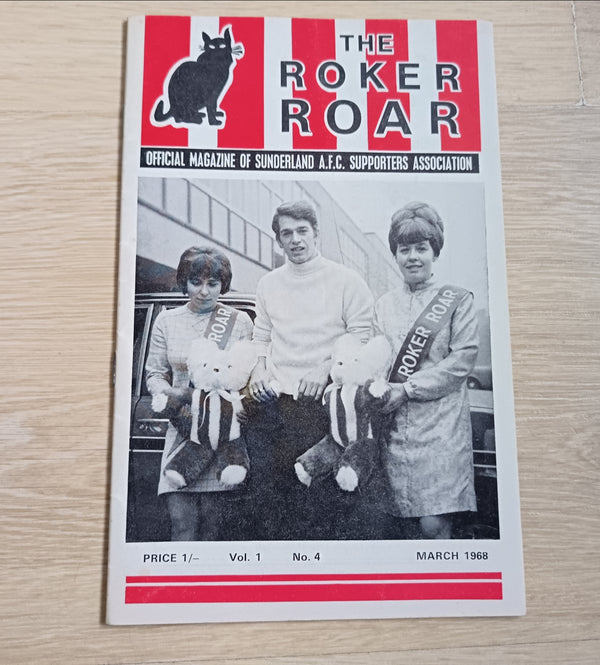 THE
ROKER
ROAR
OFFICIAL MAGAZINE OF SUNDERLAND A.F.C. SUPPORTERS ASSOCIATION
ROAR
ROKER ROAR
PRICE 1/– Vol. 1 No. 4 MARCH 1968